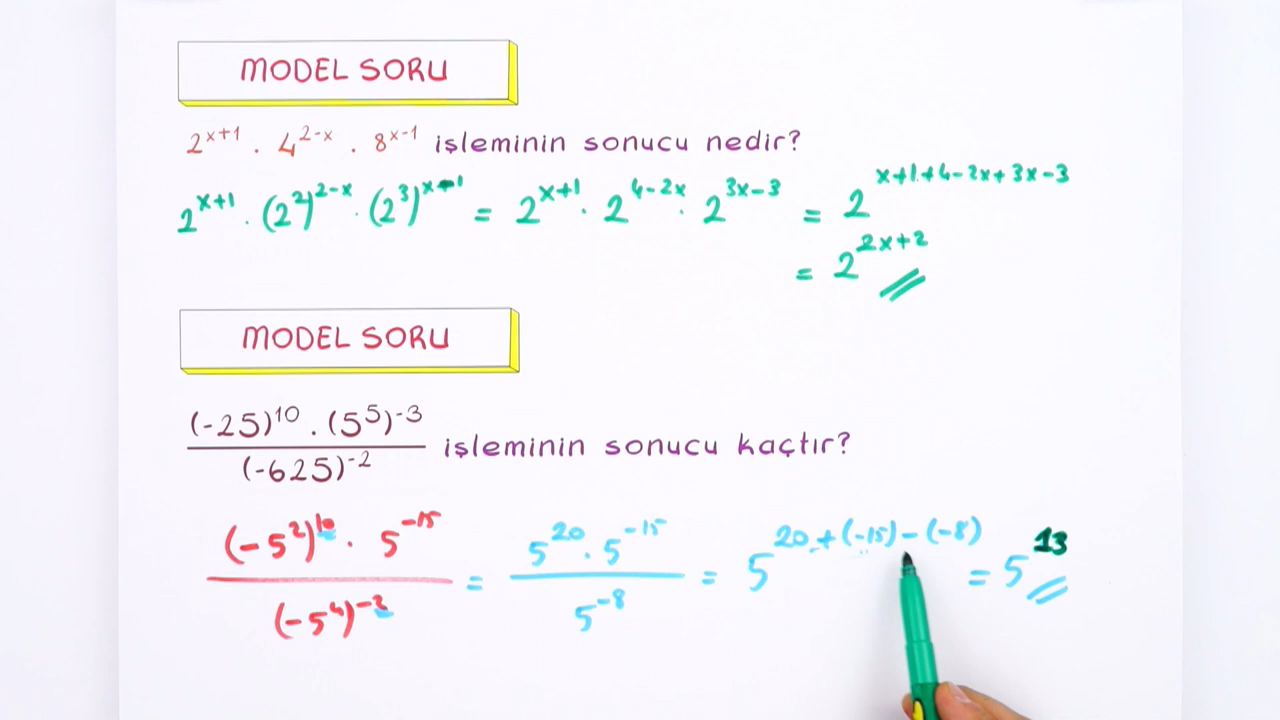 MODEL SORU
2^{x+1} . 4^{2-x} . 8^{x-1} işleminin sonucu nedir?
2^{x+1} . (2^2)^{2-x} . (2^3)^{x-1} = 2^{x+1} . 2^{4-2x} . 2^{3x-3} = 2^{x+1+4-2x+3x-3}
= 2^{2x+2}
MODEL SORU
\frac{(-25)^{10} . (5^5)^{-3}}{(-625)^{-2}} işleminin sonucu kaçtır?
\frac{(-5^2)^{10} . 5^{-15}}{(-5^4)^{-2}} = \frac{5^{20} . 5^{-15}}{5^{-8}} = 5^{20+(-15)-(-8)} = 5^{13}